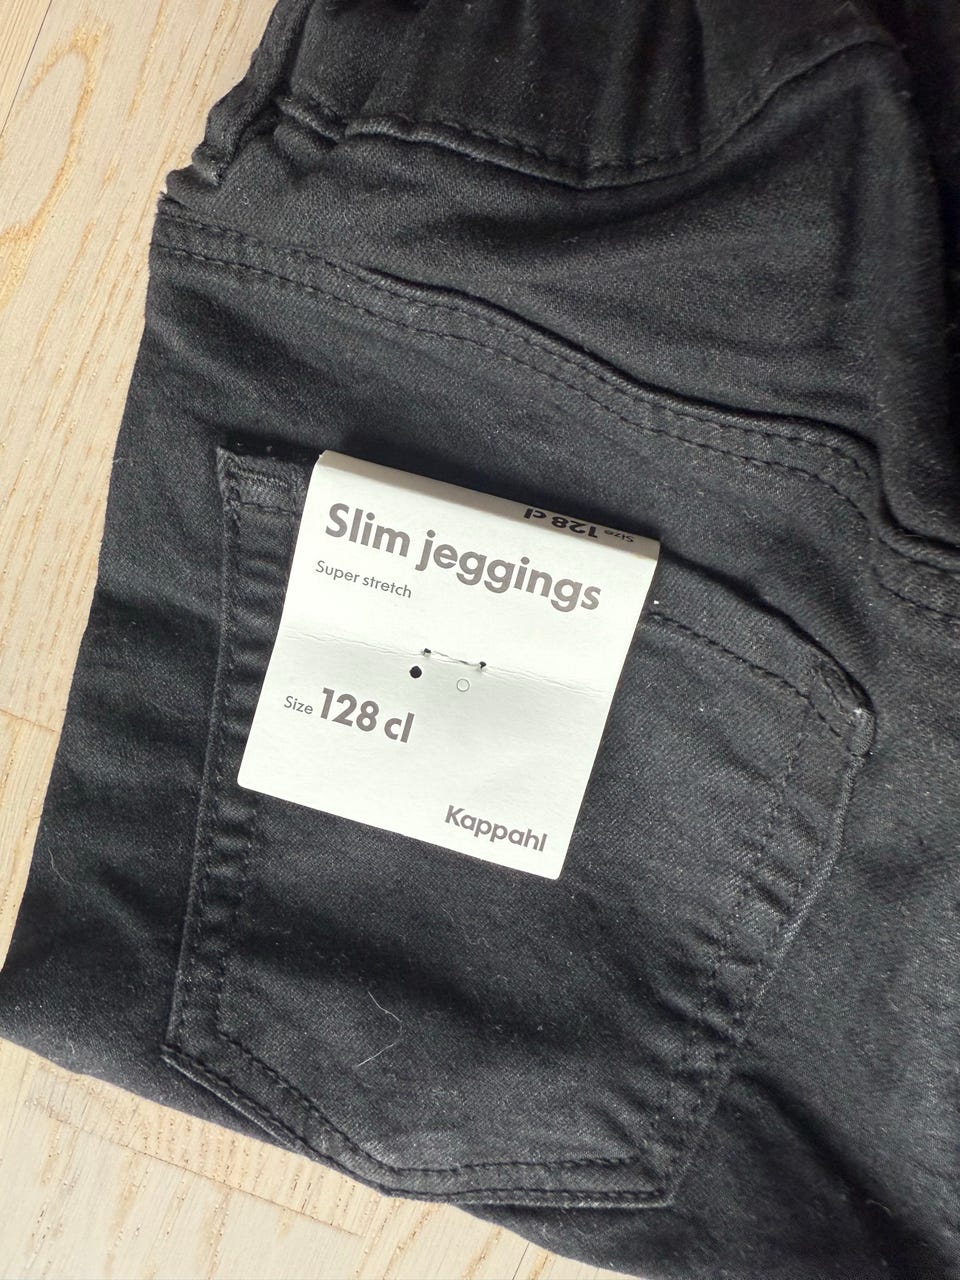 Size 128 cl
Slim jeggings
Super stretch
Size 128 cl
Kappahl